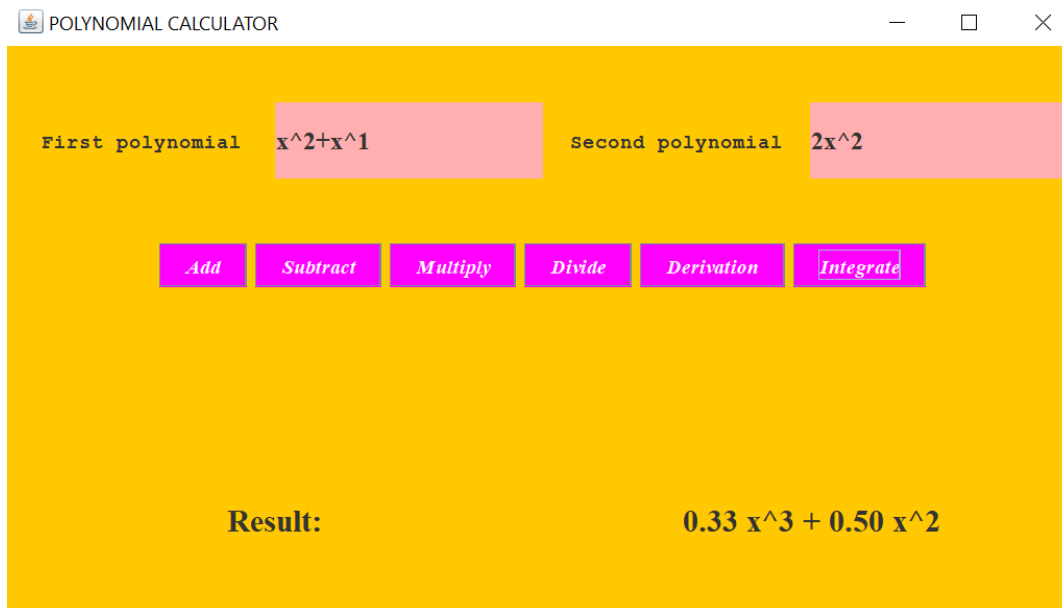 POLYNOMIAL CALCULATOR
First polynomial x^2+x^1 Second polynomial 2x^2
Add Subtract Multiply Divide Derivation Integrate
Result: 0.33 x^3 + 0.50 x^2